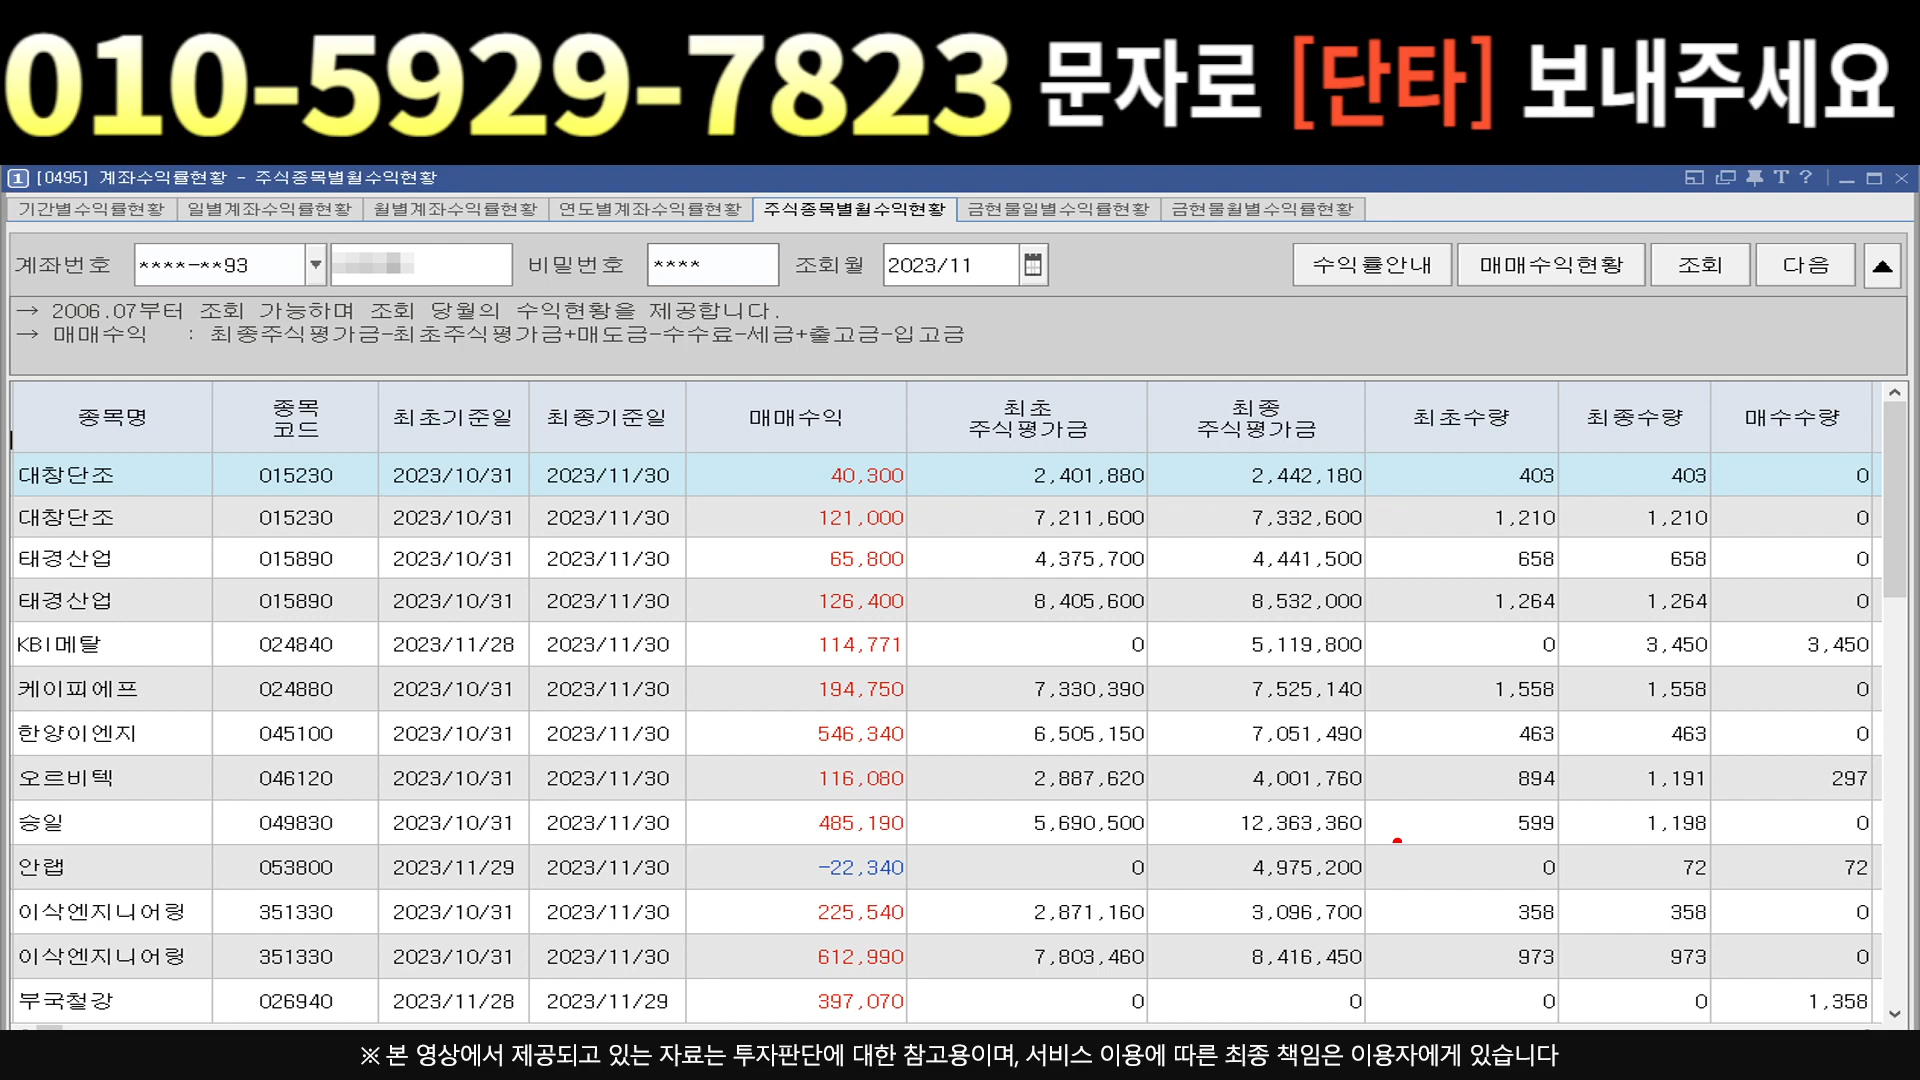 010-5929-7823 문자로 [단타] 보내주세요
1 [0495] 계좌수익률현황 - 주식종목별월수익현황 T ?
기간별수익률현황 일별계좌수익률현황 월별계좌수익률현황 연도별계좌수익률현황 주식종목별월수익현황 금현물일별수익률현황 금현물월별수익률현황
계좌번호 ****-**93 비밀번호 **** 조회월 2023/11 수익률안내 매매수익현황 조회 다음 ▲
→ 2006.07부터 조회 가능하며 조회 당월의 수익현황을 제공합니다.
→ 매매수익 : 최종주식평가금-최초주식평가금+매도금-수수료-세금+출고금-입고금
종목명 종목 코드 최초기준일 최종기준일 매매수익 최초 주식평가금 최종 주식평가금 최초수량 최종수량 매수수량
대창단조 015230 2023/10/31 2023/11/30 40,300 2,401,880 2,442,180 403 403 0
대창단조 015230 2023/10/31 2023/11/30 121,000 7,211,600 7,332,600 1,210 1,210 0
태경산업 015890 2023/10/31 2023/11/30 65,800 4,375,700 4,441,500 658 658 0
태경산업 015890 2023/10/31 2023/11/30 126,400 8,405,600 8,532,000 1,264 1,264 0
KBI메탈 024840 2023/11/28 2023/11/30 114,771 0 5,119,800 0 3,450 3,450
케이피에프 024880 2023/10/31 2023/11/30 194,750 7,330,390 7,525,140 1,558 1,558 0
한양이엔지 045100 2023/10/31 2023/11/30 546,340 6,505,150 7,051,490 463 463 0
오르비텍 046120 2023/10/31 2023/11/30 116,080 2,887,620 4,001,760 894 1,191 297
승일 049830 2023/10/31 2023/11/30 485,190 5,690,500 12,363,360 599 1,198 0
안랩 053800 2023/11/29 2023/11/30 -22,340 0 4,975,200 0 72 72
이삭엔지니어링 351330 2023/10/31 2023/11/30 225,540 2,871,160 3,096,700 358 358 0
이삭엔지니어링 351330 2023/10/31 2023/11/30 612,990 7,803,460 8,416,450 973 973 0
부국철강 026940 2023/11/28 2023/11/29 397,070 0 0 0 0 1,358
※ 본 영상에서 제공되고 있는 자료는 투자판단에 대한 참고용이며, 서비스 이용에 따른 최종 책임은 이용자에게 있습니다